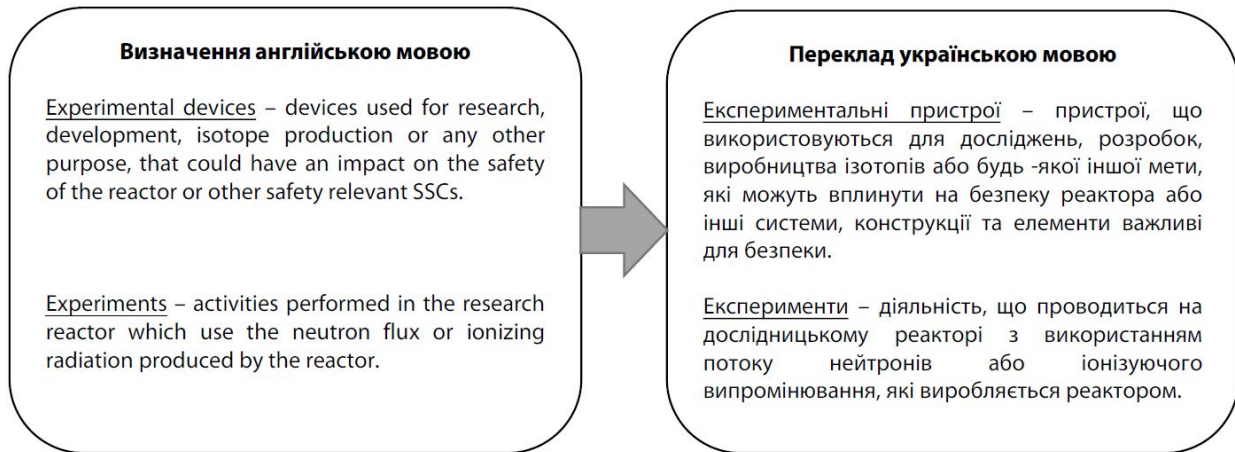 Визначення англійською мовою
Experimental devices – devices used for research,
development, isotope production or any other
purpose, that could have an impact on the safety
of the reactor or other safety relevant SSCs.
Experiments – activities performed in the research
reactor which use the neutron flux or ionizing
radiation produced by the reactor.
Переклад українською мовою
Експериментальні пристрої – пристрої, що
використовуються для досліджень, розробок,
виробництва ізотопів або будь -якої іншої мети,
які можуть вплинути на безпеку реактора або
інші системи, конструкції та елементи важливі
для безпеки.
Експерименти – діяльність, що проводиться на
дослідницькому реакторі з використанням
потоку нейтронів або іонізуючого
випромінювання, які виробляється реактором.